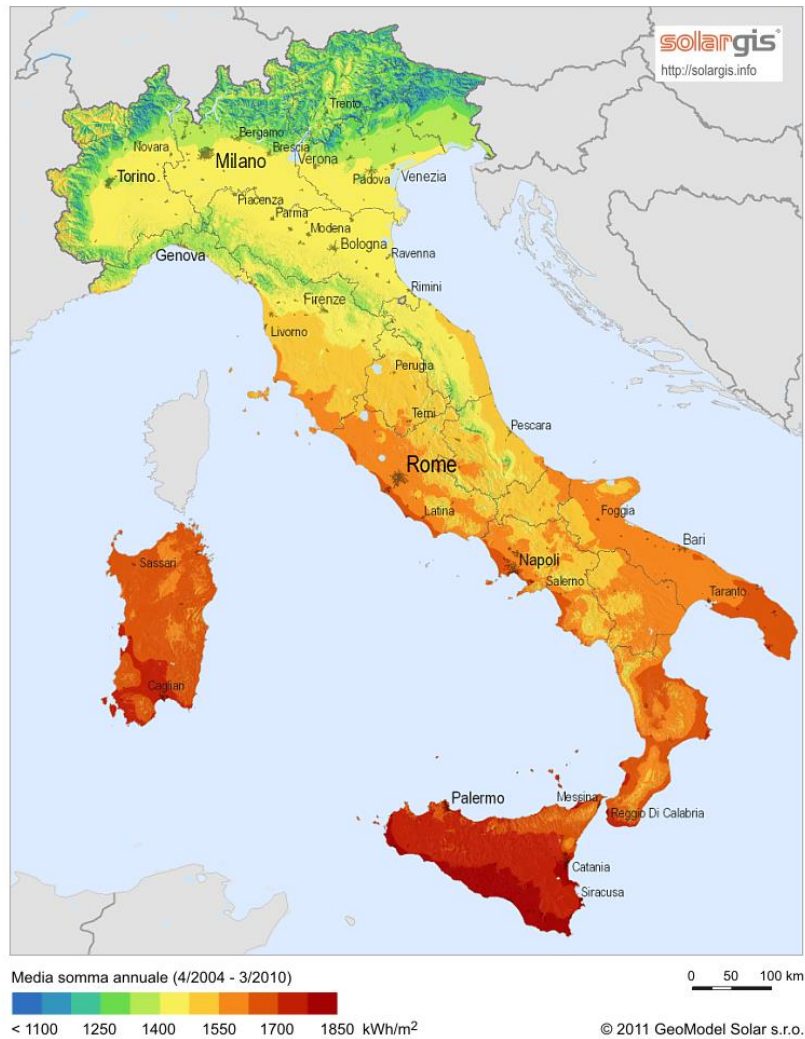 solargis
http://solargis.info
Trento
Bergamo
Novara
Brescia
Milano
Verona
Torino
Padova
Venezia
Piacenza
Parma
Modena
Bologna
Genova
Ravenna
Rimini
Firenze
Livorno
Perugia
Terni
Pescara
Rome
Latina
Foggia
Bari
Napoli
Salerno
Taranto
Sassari
Cagliari
Palermo
Messina
Reggio Di Calabria
Catania
Siracusa
Media somma annuale (4/2004 - 3/2010)
0 50 100 km
< 1100 1250 1400 1550 1700 1850 kWh/m²
© 2011 GeoModel Solar s.r.o.